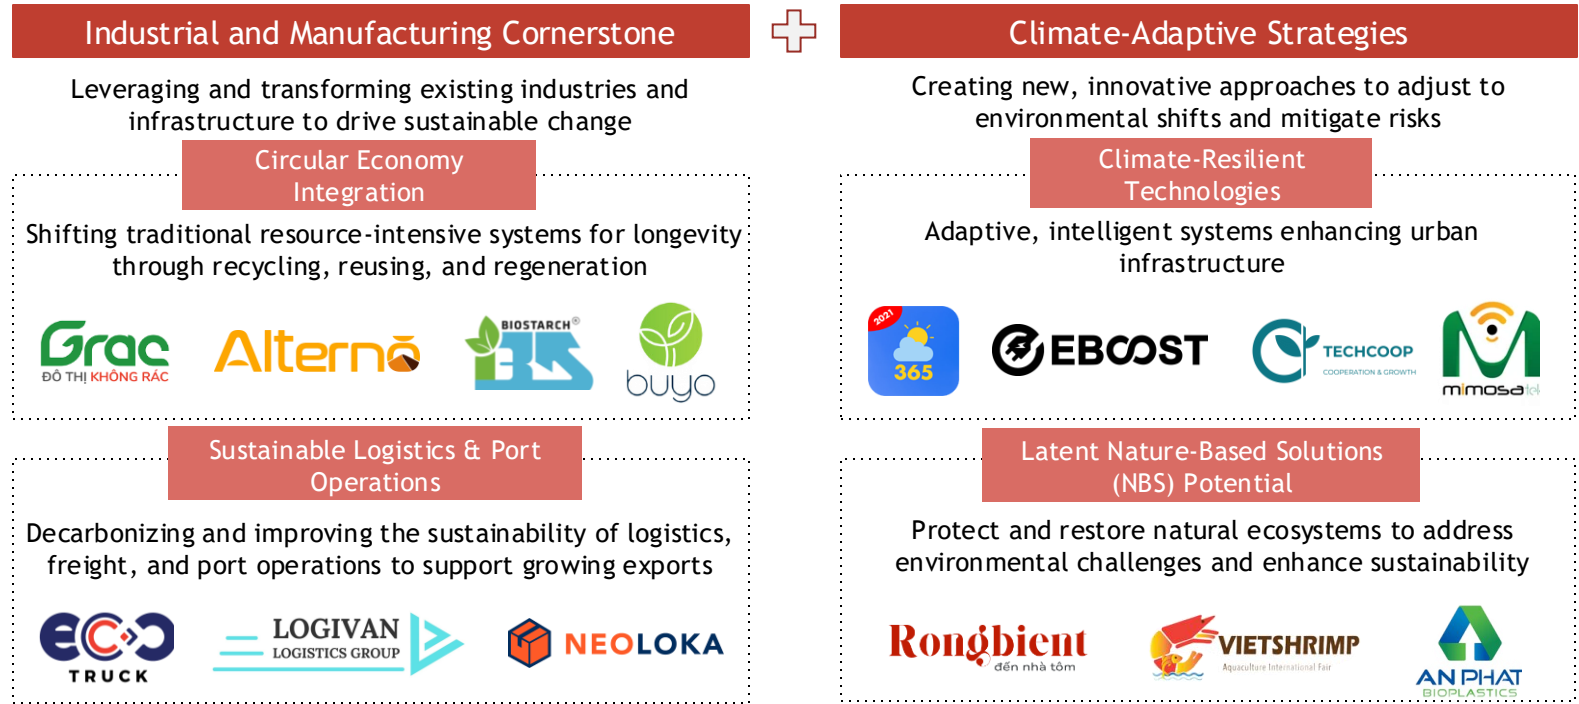 Industrial and Manufacturing Cornerstone
Leveraging and transforming existing industries and
infrastructure to drive sustainable change
Circular Economy
Integration
Shifting traditional resource-intensive systems for longevity
through recycling, reusing, and regeneration
Grac
ĐÔ THỊ KHÔNG RÁC
Alternō
BIOSTARCH®
BS
buyo
Sustainable Logistics & Port
Operations
Decarbonizing and improving the sustainability of logistics,
freight, and port operations to support growing exports
ECO
TRUCK
LOGIVAN
LOGISTICS GROUP
NEOLOKA
Climate-Adaptive Strategies
Creating new, innovative approaches to adjust to
environmental shifts and mitigate risks
Climate-Resilient
Technologies
Adaptive, intelligent systems enhancing urban
infrastructure
2021
365
EBOOST
TECHCOOP
COOPERATION & GROWTH
mimosatek
Latent Nature-Based Solutions
(NBS) Potential
Protect and restore natural ecosystems to address
environmental challenges and enhance sustainability
Rongbient
đến nhà tôm
VIETSHRIMP
Aquaculture International Fair
AN PHAT
BIOPLASTICS